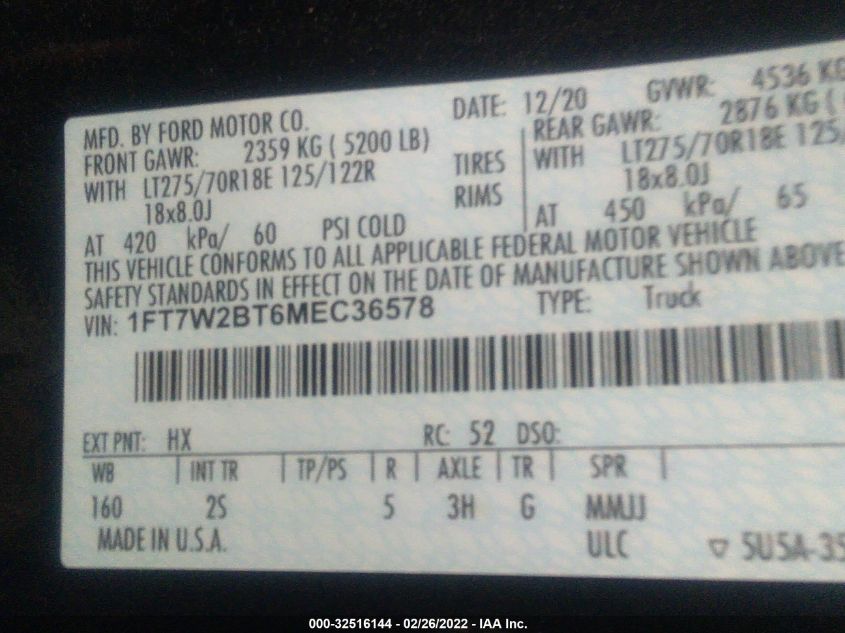 MFD. BY FORD MOTOR CO.
DATE: 12/20
GVWR: 4536 KG
FRONT GAWR: 2359 KG ( 5200 LB)
REAR GAWR: 2876 KG (
WITH LT275/70R18E 125/122R
TIRES
WITH LT275/70R18E 125/
18x8.0J
RIMS
18x8.0J
AT 420 kPa/ 60 PSI COLD
AT 450 kPa/ 65
THIS VEHICLE CONFORMS TO ALL APPLICABLE FEDERAL MOTOR VEHICLE
SAFETY STANDARDS IN EFFECT ON THE DATE OF MANUFACTURE SHOWN ABOVE
VIN: 1FT7W2BT6MEC36578
TYPE: Truck
EXT PNT: HX RC: 52 DSO:
WB INT TR TP/PS R AXLE TR SPR
160 2S 5 3H G MMJJ
MADE IN U.S.A.
ULC 5U5A-35
000-32516144 - 02/26/2022 - IAA Inc.